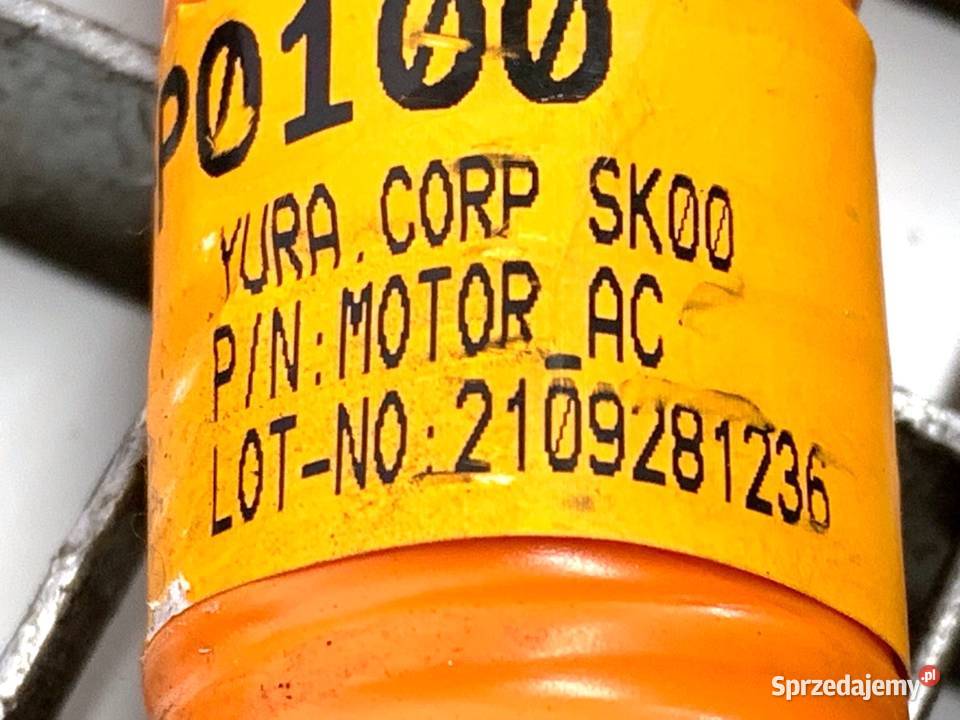 P0100
YURA.CORP SK00
P/N:MOTOR_AC
LOT-NO:2109281236
Sprzedajemy.pl